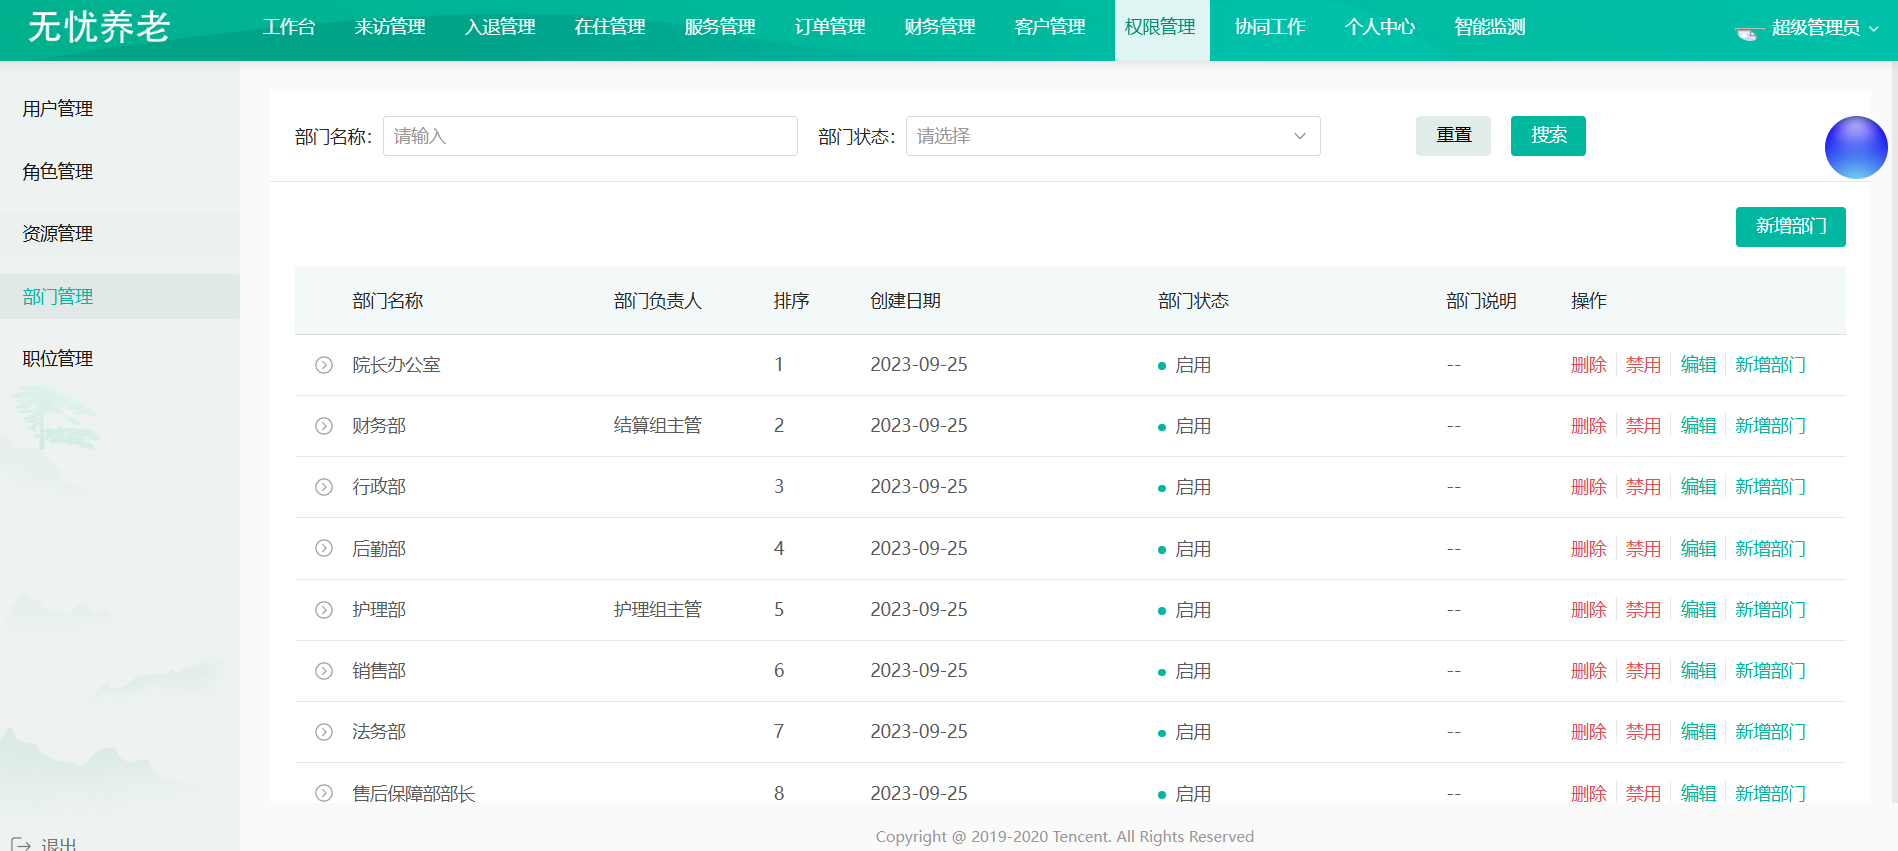 无忧养老 工作台 来访管理 入退管理 在住管理 服务管理 订单管理 财务管理 客户管理 权限管理 协同工作 个人中心 智能监测 超级管理员
用户管理
角色管理
资源管理
部门管理
职位管理
退出
部门名称： 请输入 部门状态： 请选择 重置 搜索
新增部门
部门名称 部门负责人 排序 创建日期 部门状态 部门说明 操作
院长办公室 1 2023-09-25 启用 -- 删除 禁用 编辑 新增部门
财务部 结算组主管 2 2023-09-25 启用 -- 删除 禁用 编辑 新增部门
行政部 3 2023-09-25 启用 -- 删除 禁用 编辑 新增部门
后勤部 4 2023-09-25 启用 -- 删除 禁用 编辑 新增部门
护理部 护理组主管 5 2023-09-25 启用 -- 删除 禁用 编辑 新增部门
销售部 6 2023-09-25 启用 -- 删除 禁用 编辑 新增部门
法务部 7 2023-09-25 启用 -- 删除 禁用 编辑 新增部门
售后保障部部长 8 2023-09-25 启用 -- 删除 禁用 编辑 新增部门
Copyright @ 2019-2020 Tencent. All Rights Reserved